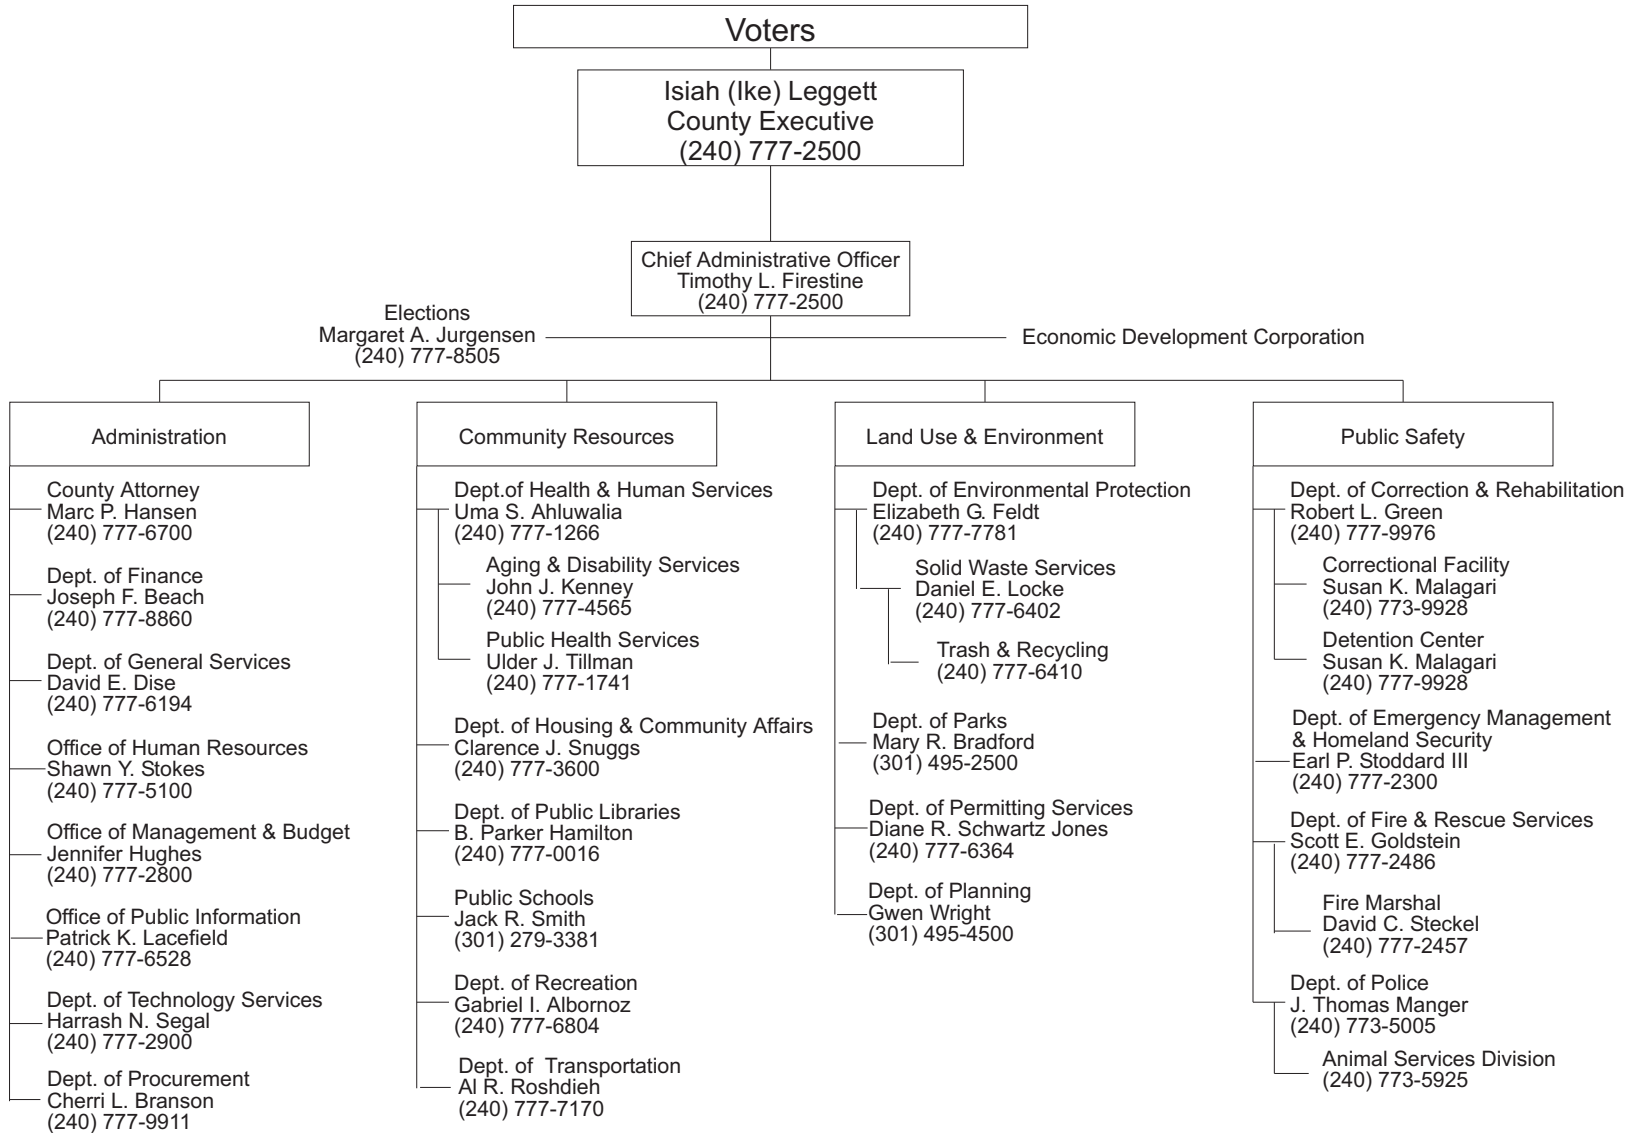 Voters
Isiah (Ike) Leggett
County Executive
(240) 777-2500
Chief Administrative Officer
Timothy L. Firestine
(240) 777-2500
Elections
Margaret A. Jurgensen
(240) 777-8505
Economic Development Corporation
Administration
County Attorney
Marc P. Hansen
(240) 777-6700
Dept. of Finance
Joseph F. Beach
(240) 777-8860
Dept. of General Services
David E. Dise
(240) 777-6194
Office of Human Resources
Shawn Y. Stokes
(240) 777-5100
Office of Management & Budget
Jennifer Hughes
(240) 777-2800
Office of Public Information
Patrick K. Lacefield
(240) 777-6528
Dept. of Technology Services
Harrash N. Segal
(240) 777-2900
Dept. of Procurement
Cherri L. Branson
(240) 777-9911
Community Resources
Dept.of Health & Human Services
Uma S. Ahluwalia
(240) 777-1266
Aging & Disability Services
John J. Kenney
(240) 777-4565
Public Health Services
Ulder J. Tillman
(240) 777-1741
Dept. of Housing & Community Affairs
Clarence J. Snuggs
(240) 777-3600
Dept. of Public Libraries
B. Parker Hamilton
(240) 777-0016
Public Schools
Jack R. Smith
(301) 279-3381
Dept. of Recreation
Gabriel I. Albornoz
(240) 777-6804
Dept. of  Transportation
Al R. Roshdieh
(240) 777-7170
Land Use & Environment
Dept. of Environmental Protection
Elizabeth G. Feldt
(240) 777-7781
Solid Waste Services
Daniel E. Locke
(240) 777-6402
Trash & Recycling
(240) 777-6410
Dept. of Parks
Mary R. Bradford
(301) 495-2500
Dept. of Permitting Services
Diane R. Schwartz Jones
(240) 777-6364
Dept. of Planning
Gwen Wright
(301) 495-4500
Public Safety
Dept. of Correction & Rehabilitation
Robert L. Green
(240) 777-9976
Correctional Facility
Susan K. Malagari
(240) 773-9928
Detention Center
Susan K. Malagari
(240) 777-9928
Dept. of Emergency Management
& Homeland Security
Earl P. Stoddard III
(240) 777-2300
Dept. of Fire & Rescue Services
Scott E. Goldstein
(240) 777-2486
Fire Marshal
David C. Steckel
(240) 777-2457
Dept. of Police
J. Thomas Manger
(240) 773-5005
Animal Services Division
(240) 773-5925